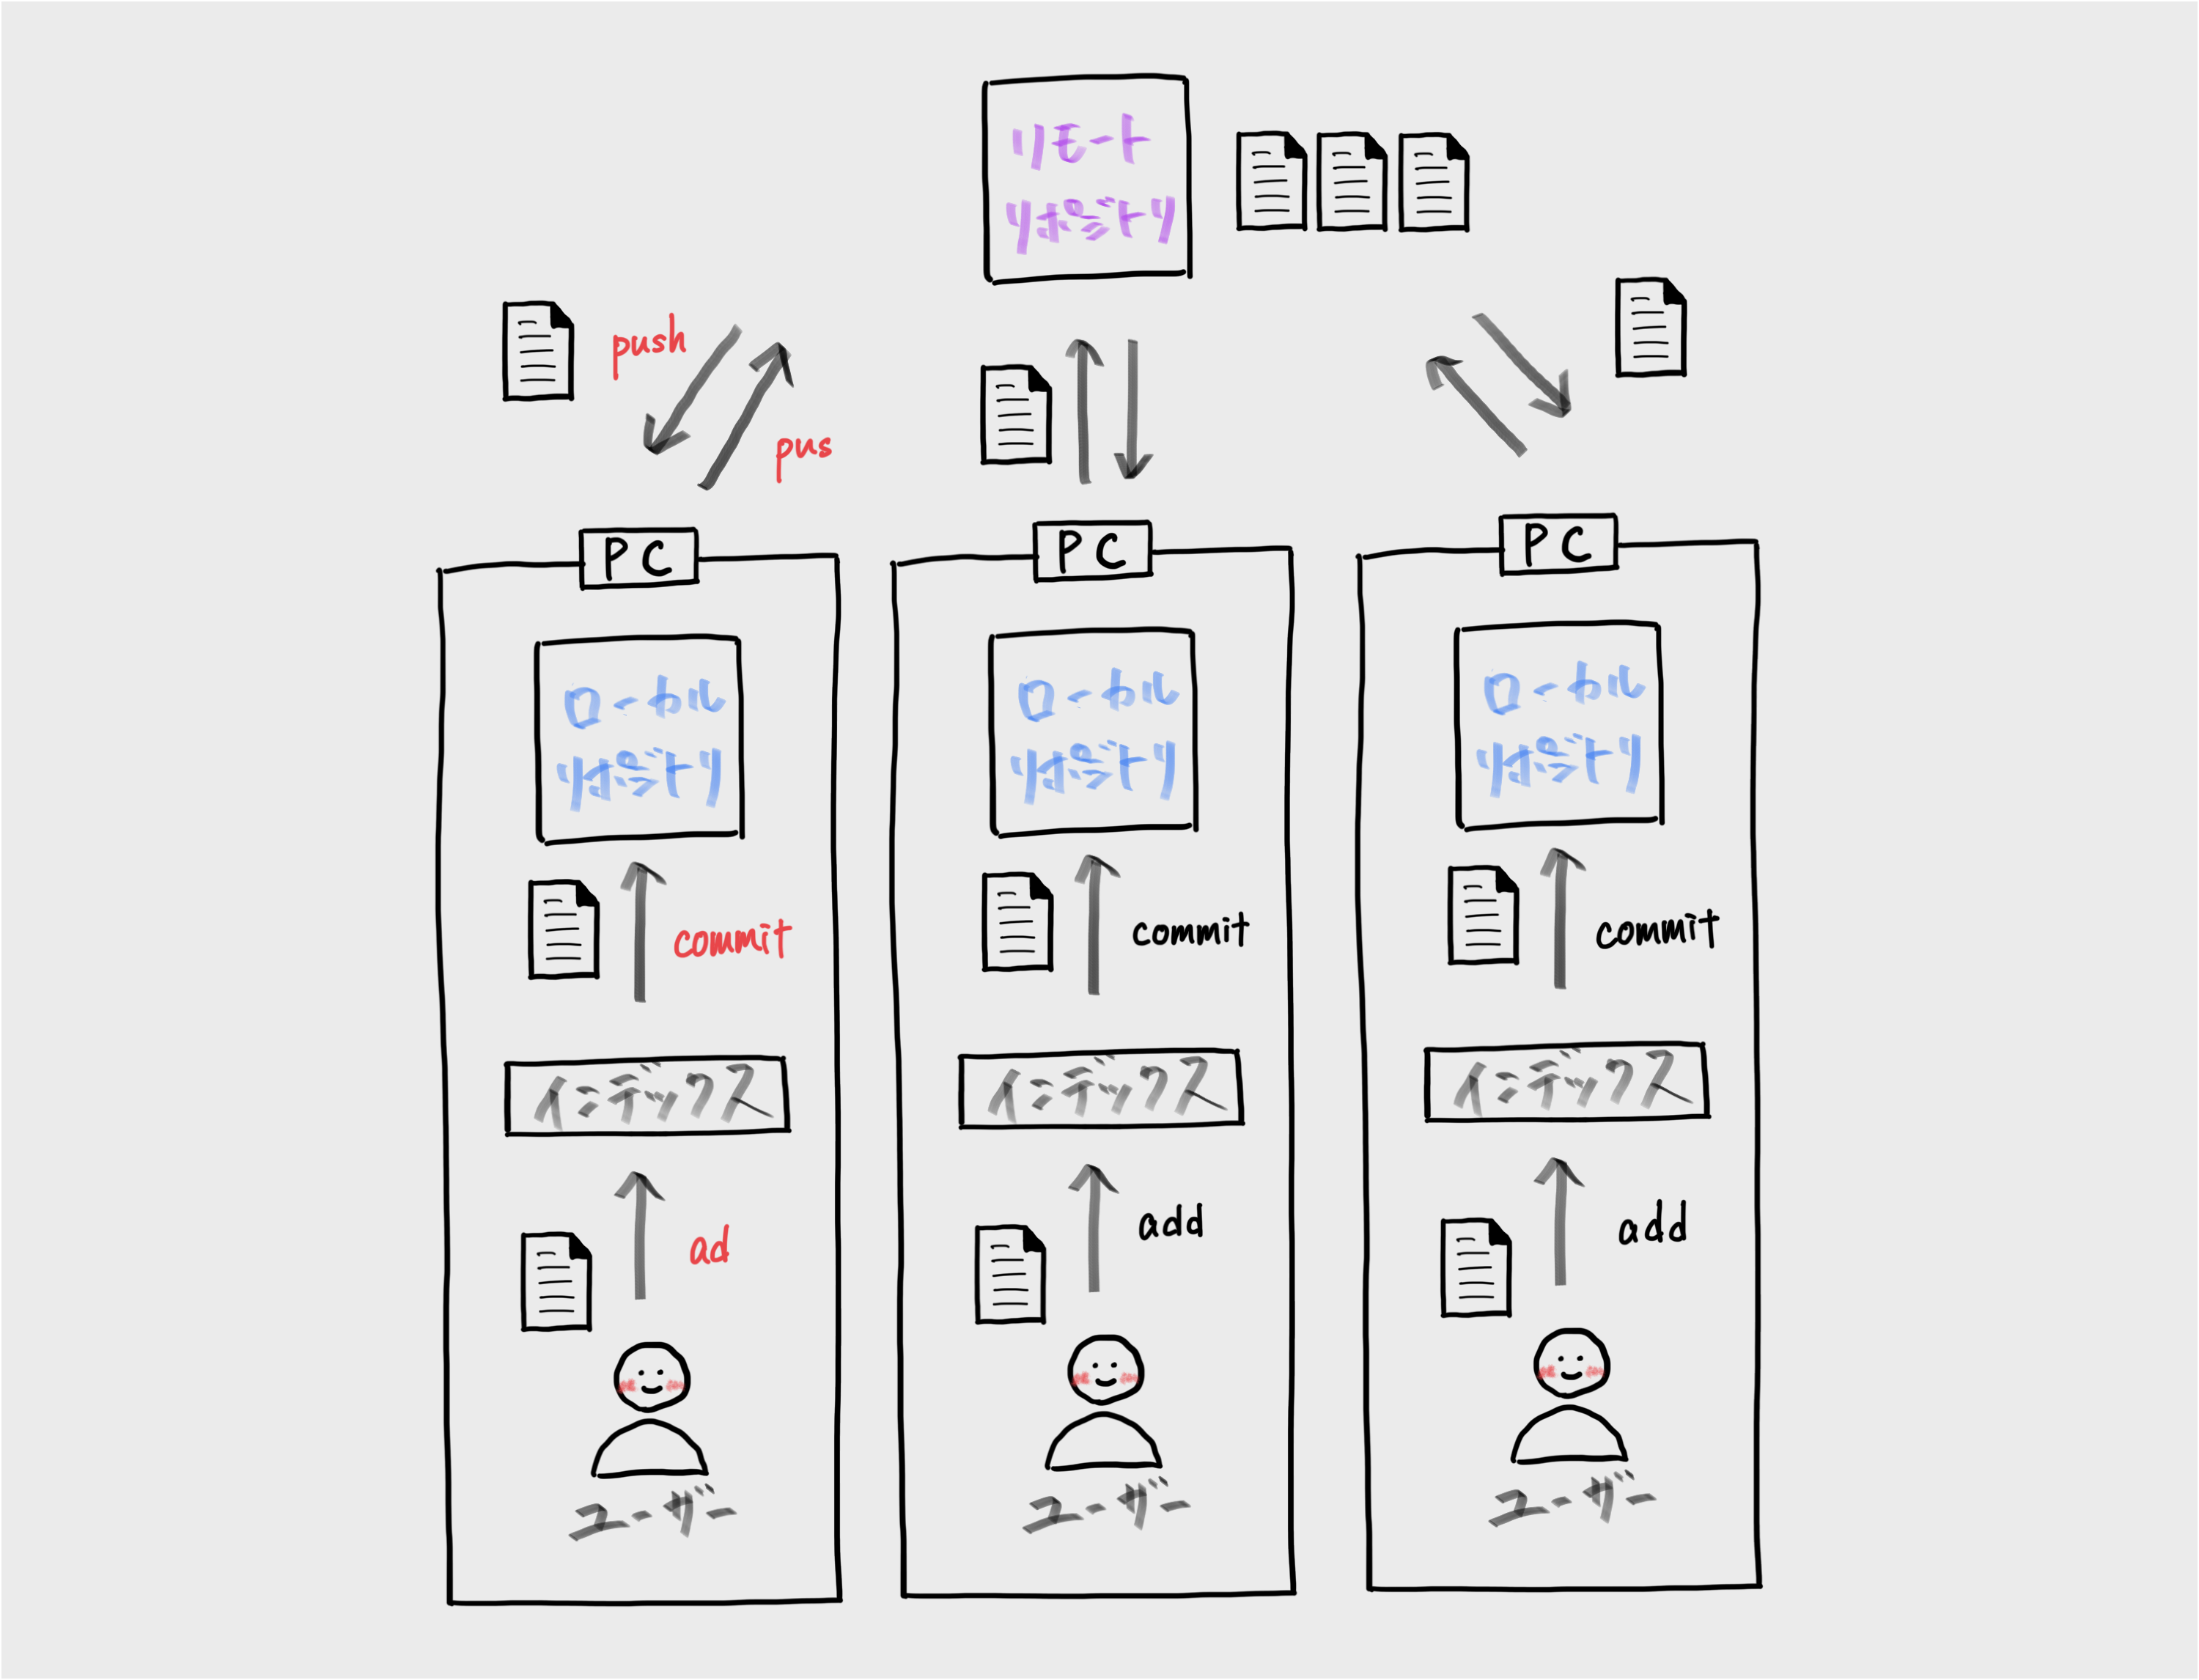 リモート
リポジトリ
push
pus
PC
PC
PC
ローカル
リポジトリ
ローカル
リポジトリ
ローカル
リポジトリ
commit
commit
commit
インデックス
インデックス
インデックス
ad
add
add
ユーザー
ユーザー
ユーザー